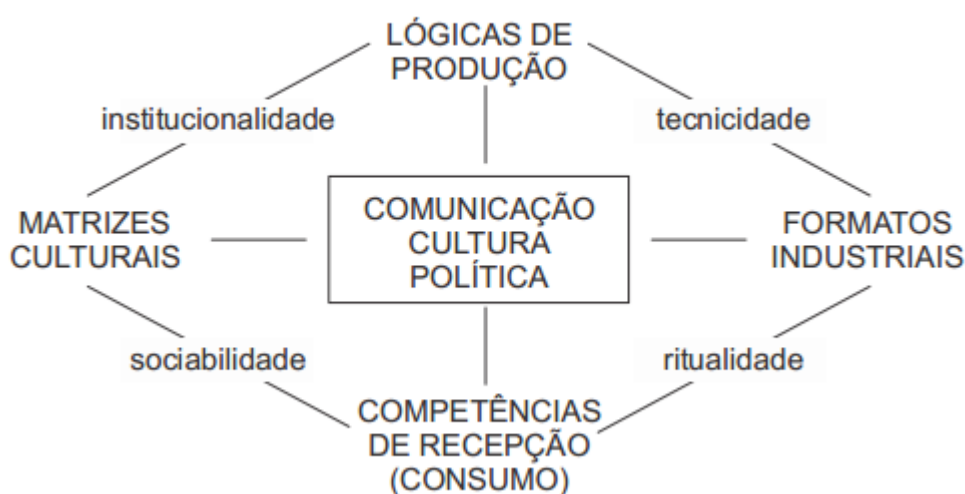 LÓGICAS DE
PRODUÇÃO
institucionalidade
tecnicidade
MATRIZES
CULTURAIS
COMUNICAÇÃO
CULTURA
POLÍTICA
FORMATOS
INDUSTRIAIS
sociabilidade
ritualidade
COMPETÊNCIAS
DE RECEPÇÃO
(CONSUMO)